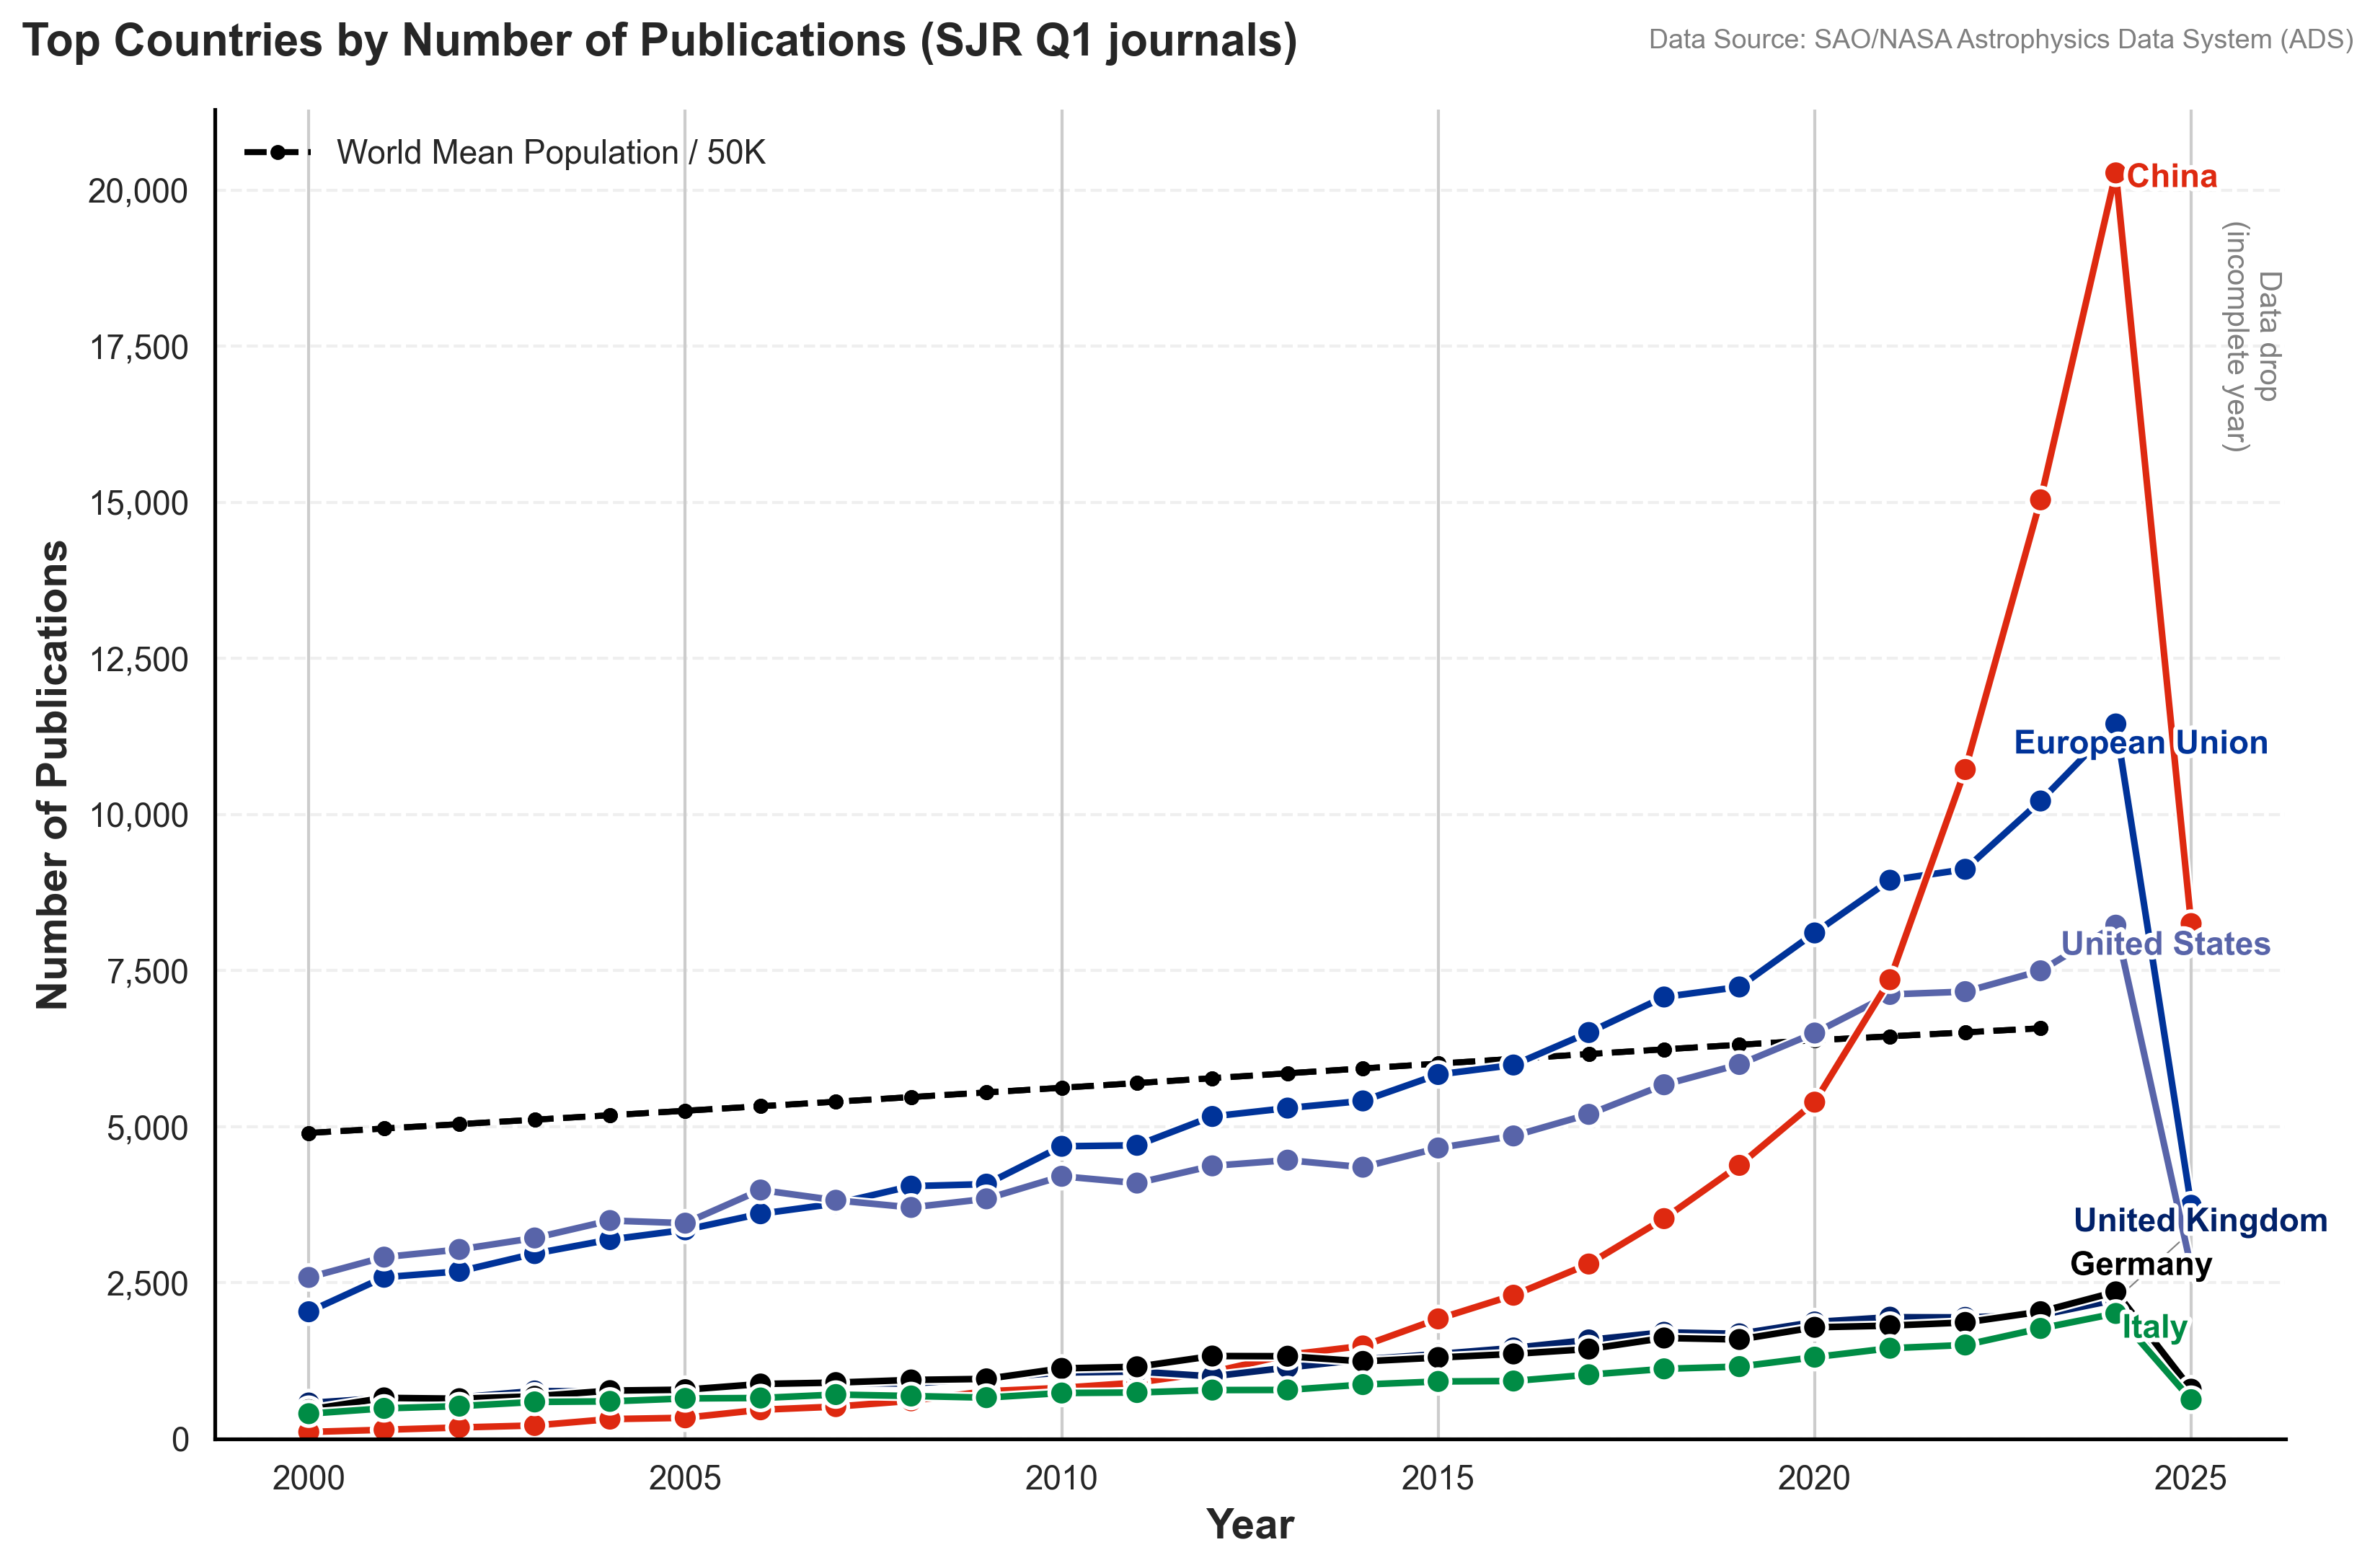 Top Countries by Number of Publications (SJR Q1 journals)
Data Source: SAO/NASA Astrophysics Data System (ADS)
World Mean Population / 50K
20,000
17,500
15,000
12,500
10,000
7,500
5,000
2,500
0
Number of Publications
China
Data drop
(incomplete year)
European Union
United States
United Kingdom
Germany
Italy
2000
2005
2010
2015
2020
2025
Year